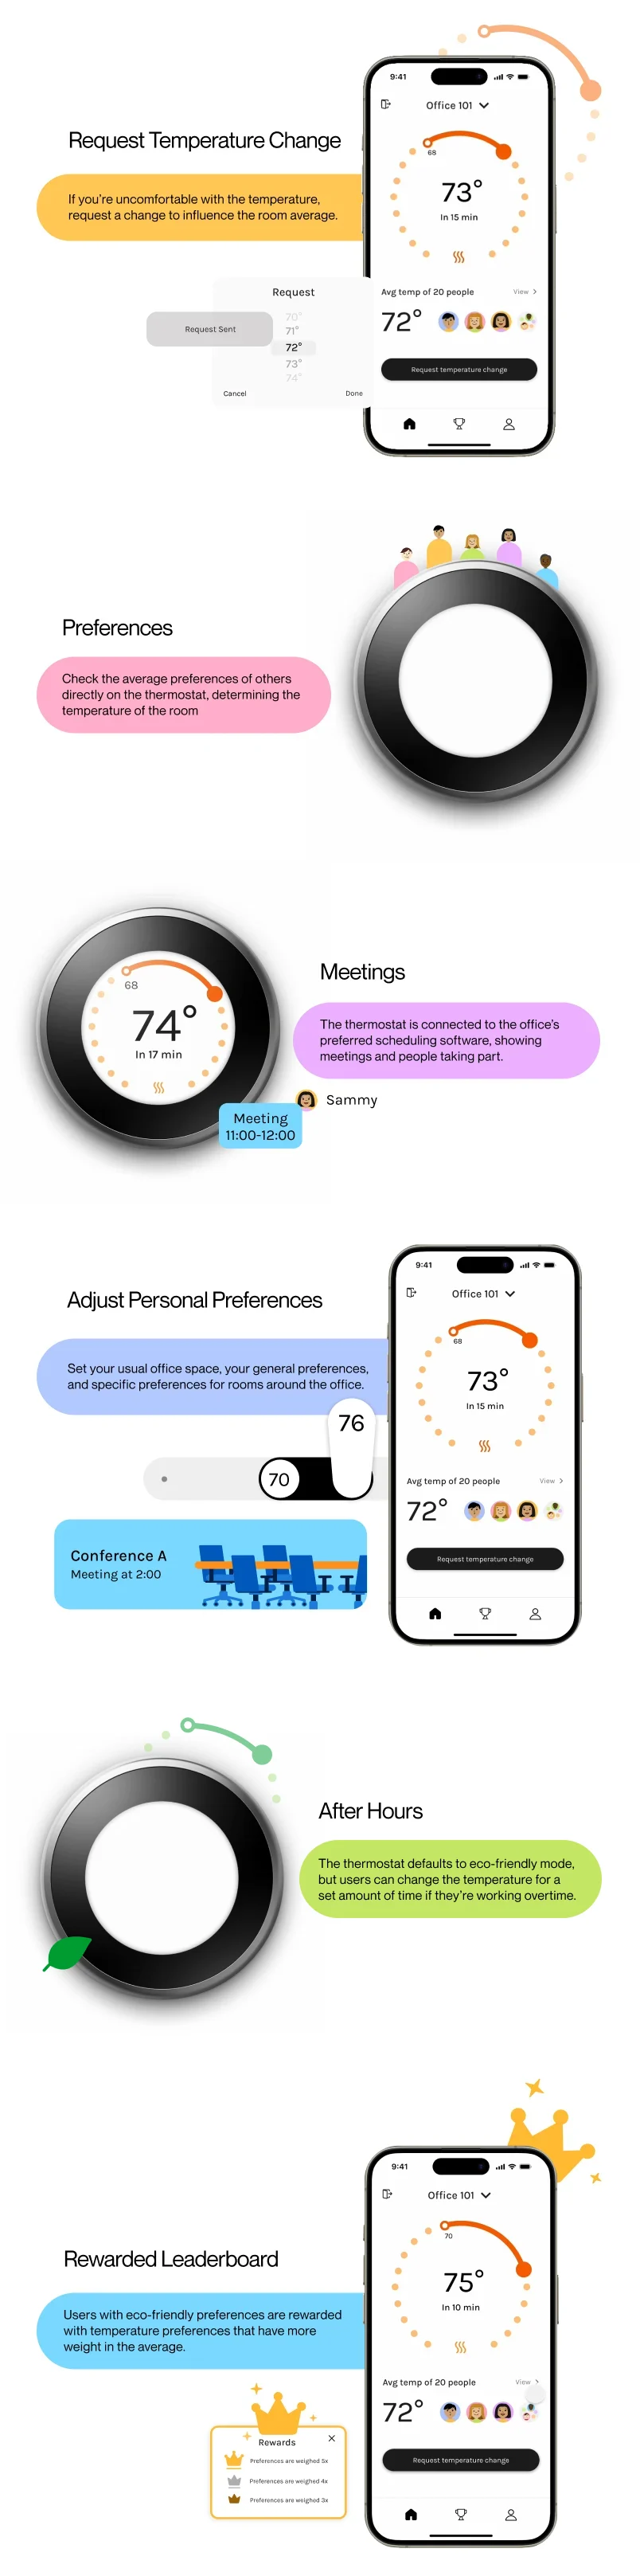 9:41
Office 101
Request Temperature Change
68
73°
In 15 min
If you're uncomfortable with the temperature,
request a change to influence the room average.
Avg temp of 20 people
View
72°
Request
70°
71°
72°
73°
74°
Request Sent
Cancel
Done
Request temperature change
Preferences
Check the average preferences of others
directly on the thermostat, determining the
temperature of the room
68
74°
In 17 min
Meetings
The thermostat is connected to the office's
preferred scheduling software, showing
meetings and people taking part.
Sammy
Meeting
11:00-12:00
9:41
Office 101
Adjust Personal Preferences
68
73°
In 15 min
Set your usual office space, your general preferences,
and specific preferences for rooms around the office.
76
70
Avg temp of 20 people
View
72°
Request temperature change
Conference A
Meeting at 2:00
After Hours
The thermostat defaults to eco-friendly mode,
but users can change the temperature for a
set amount of time if they're working overtime.
9:41
Office 101
70
75°
In 10 min
Rewarded Leaderboard
Users with eco-friendly preferences are rewarded
with temperature preferences that have more
weight in the average.
Avg temp of 20 people
View
72°
Request temperature change
Rewards
Preferences are weighed 5x
Preferences are weighed 4x
Preferences are weighed 3x